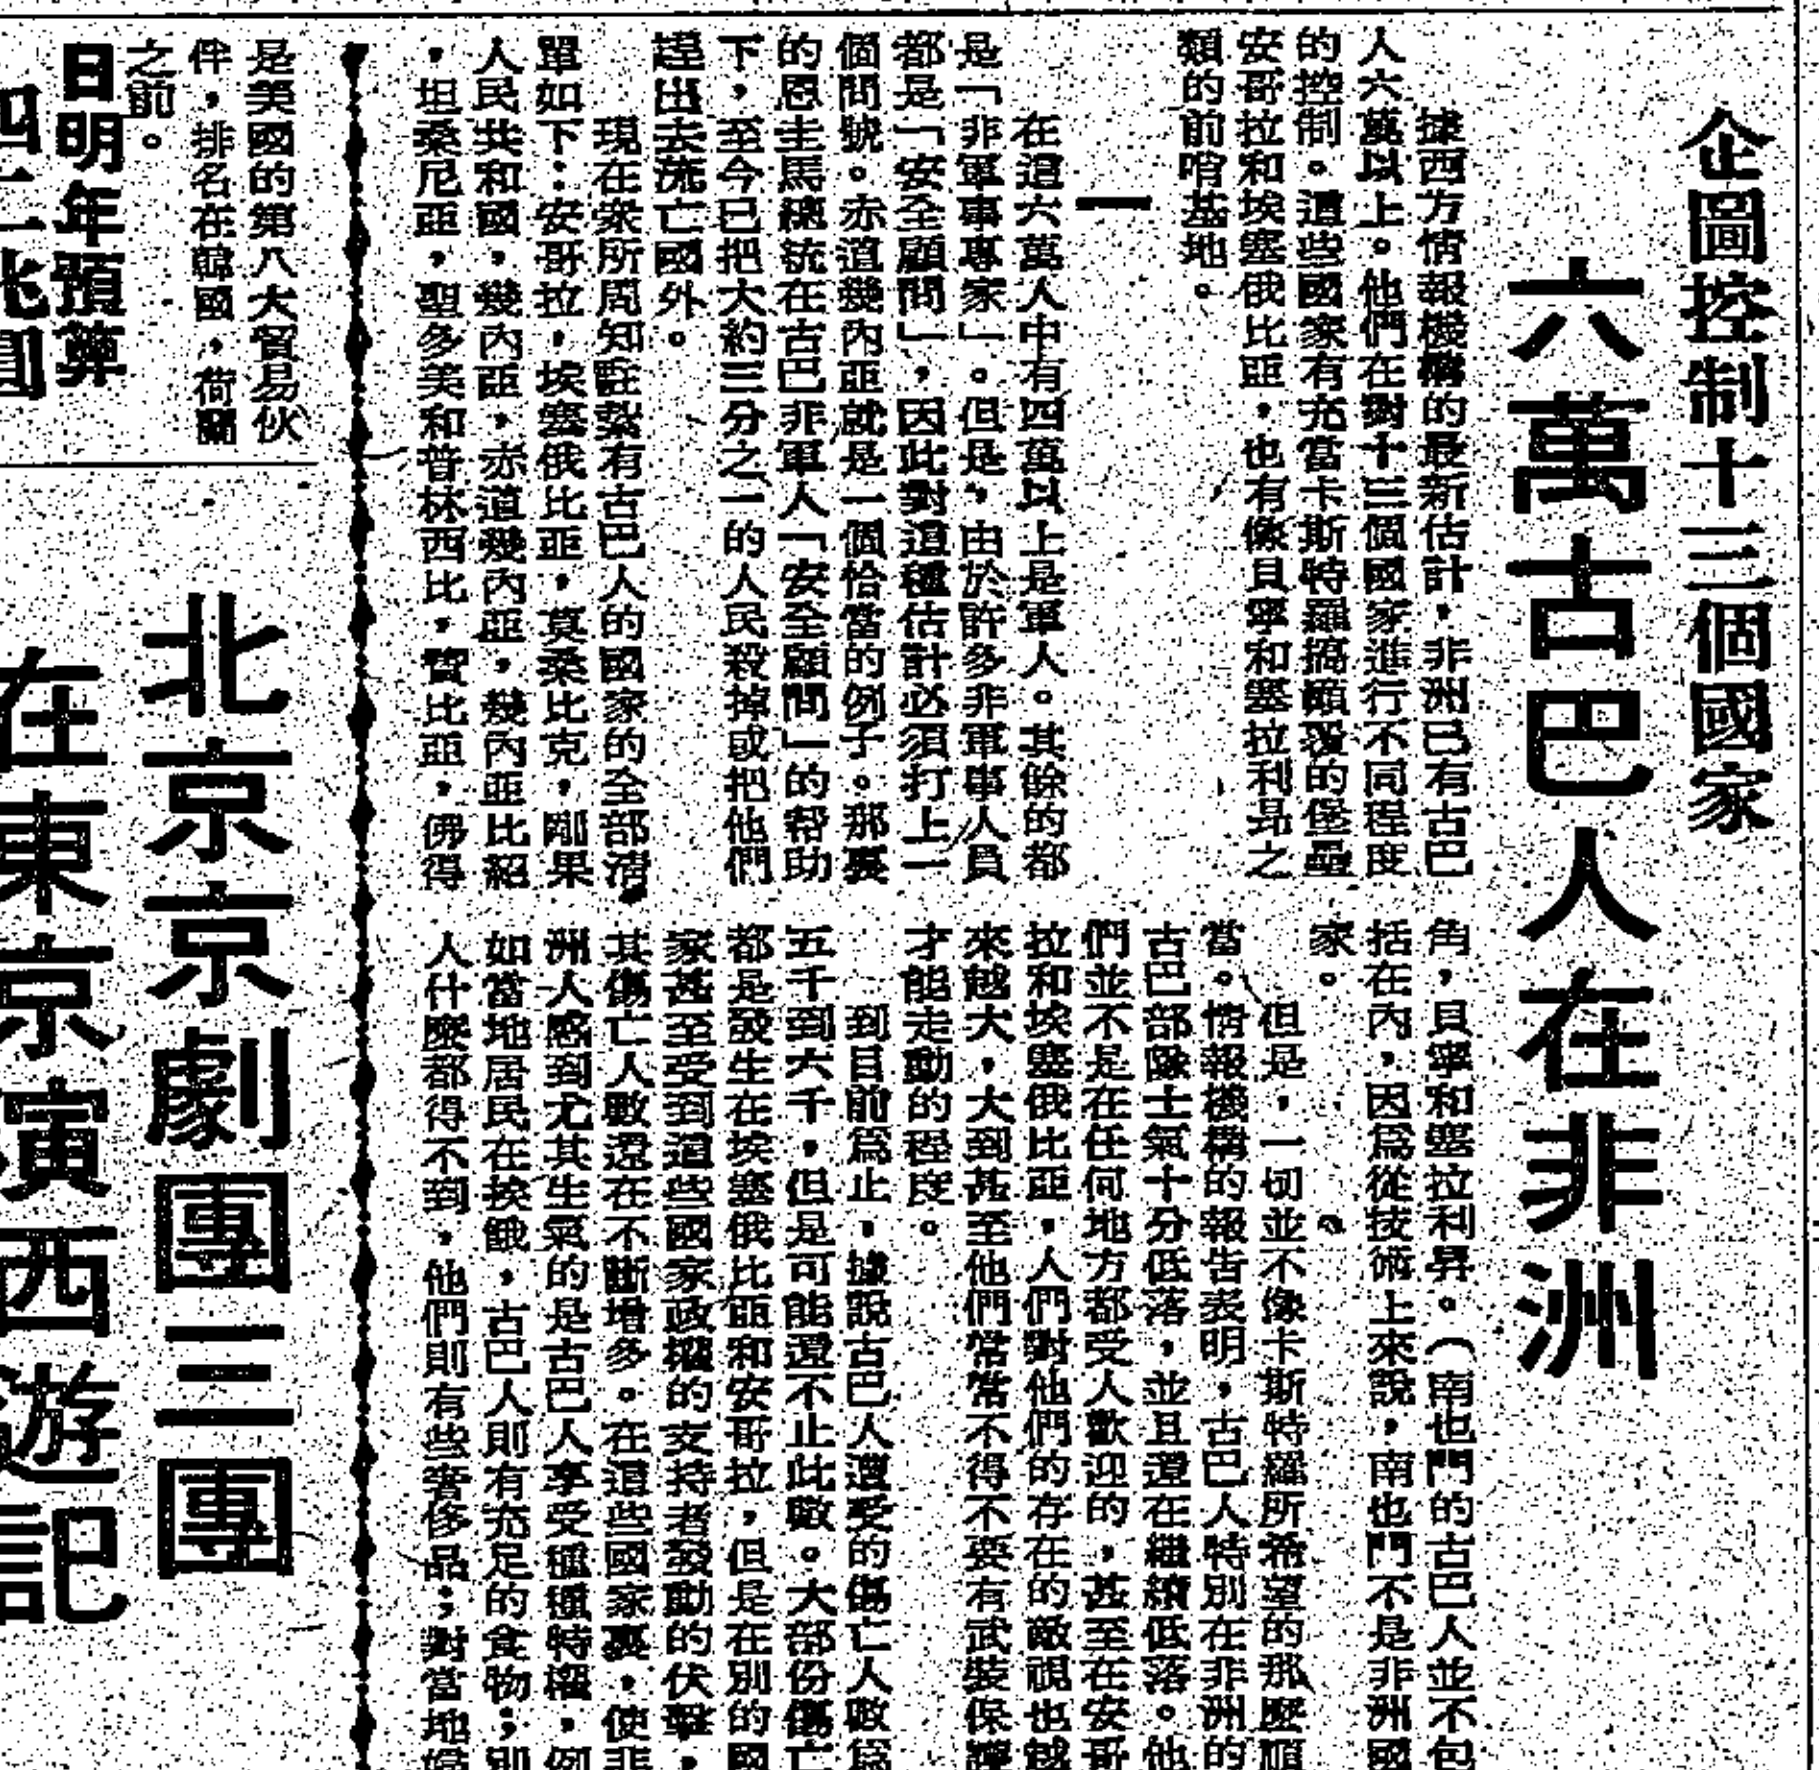 企圖控制十三個國家
六萬古巴人在非洲
據西方情報機構的最新估計，非洲已有古巴
人六萬以上。他們在對十三個國家進行不同程度
的控制。這些國家有充當卡斯特羅搞顛覆的堡壘
安哥拉和埃塞俄比亞，也有像貝寧和塞拉利昂之
類的前哨基地。
一
在這六萬人中有四萬以上是軍人。其餘的都
是「非軍事專家」。但是，由於許多非軍事人員
都是「安全顧問」，因此對這種估計必須打上一
個問號。赤道幾內亞就是一個恰當的例子。那裏
的恩圭馬總統在古巴非軍人「安全顧問」的幫助
下，至今已把大約三分之一的人民殺掉或把他們
趕出去流亡國外。
現在衆所周知駐紮有古巴人的國家的全部清
單如下：安哥拉，埃塞俄比亞，莫桑比克，剛果
人民共和國，幾內亞，赤道幾內亞，幾內亞比紹
，坦桑尼亞，聖多美和普林西比，贊比亞，佛得
角，貝寧和塞拉利昂。（南也門的古巴人並不包
括在內，因爲從技術上來說，南也門不是非洲國
家。
但是，一切並不像卡斯特羅所希望的那麼順
當。情報機構的報告表明，古巴人特別在非洲的
古巴部隊士氣十分低落，並且還在繼續低落。他
們並不是在任何地方都受人歡迎的，甚至在安哥
拉和埃塞俄比亞，人們對他們的存在的敵視也越
來越大，大到甚至他們常常不得不要有武裝保護
才能走動的程度。
到目前爲止，據說古巴人遭受的傷亡人數爲
五千到六千，但是可能還不止此數。大部份傷亡
都是發生在埃塞俄比亞和安哥拉，但是在別的國
家甚至受到這些國家政權的支持者發動的伏擊，
其傷亡人數還在不斷增多。在這些國家裏，使非
洲人感到尤其生氣的是古巴人享受種種特權，例
如當地居民在挨餓，古巴人則有充足的食物；別
人什麼都得不到，他們則有些奢侈品；對當地婦
是美國的第八大貿易伙
伴，排名在韓國，荷蘭
之前。
日明年預算
四十一兆圓
北京京劇團三團
在東京演西遊記